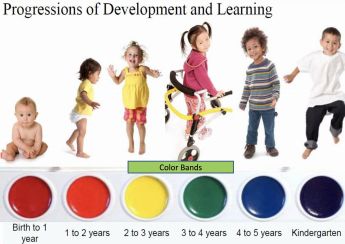 Progressions of Development and Learning
Color Bands
Birth to 1
year
1 to 2 years
2 to 3 years
3 to 4 years
4 to 5 years
Kindergarten